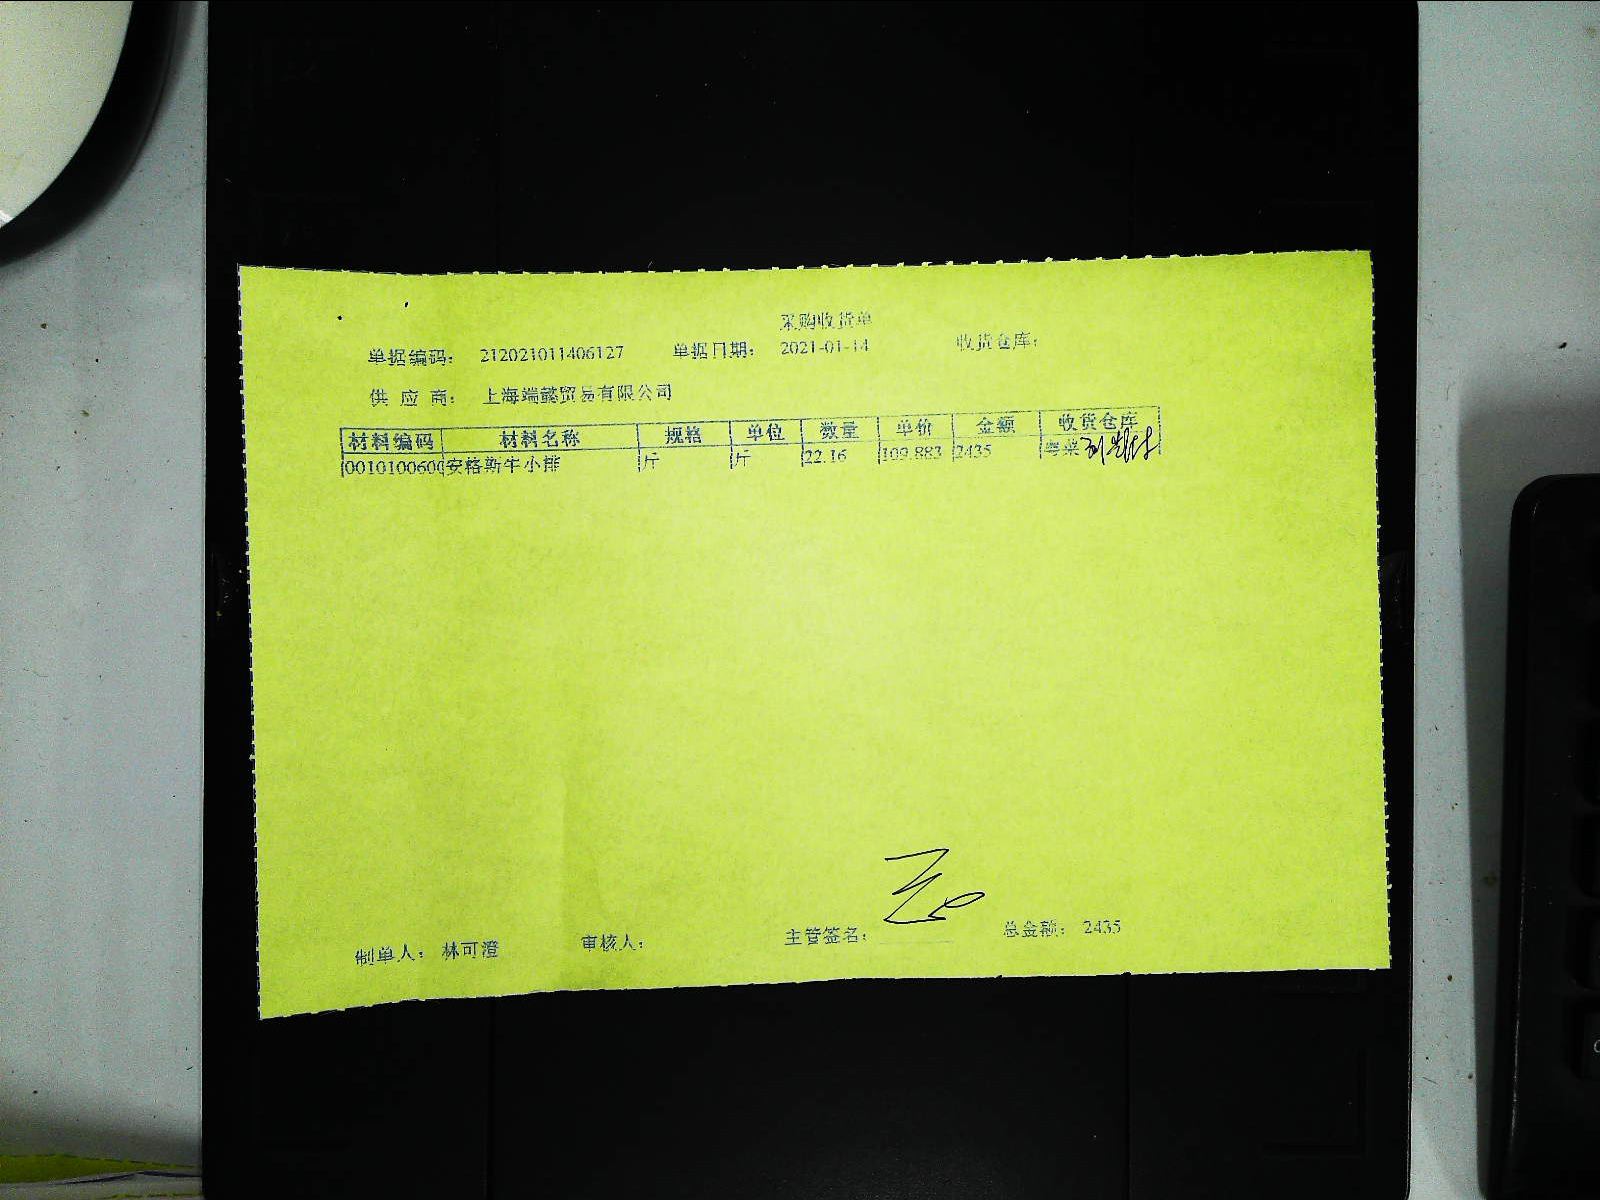 采购收货单
单据编码: 212021011406127 单据日期: 2021-01-14 收货仓库:
供应商: 上海端懿贸易有限公司
材料编码 材料名称 规格 单位 数量 单价 金额 收货仓库
0010100600 安格斯牛小排 斤 斤 22.16 109.883 2435 粤菜
制单人: 林可澄 审核人: 主管签名: 总金额: 2435